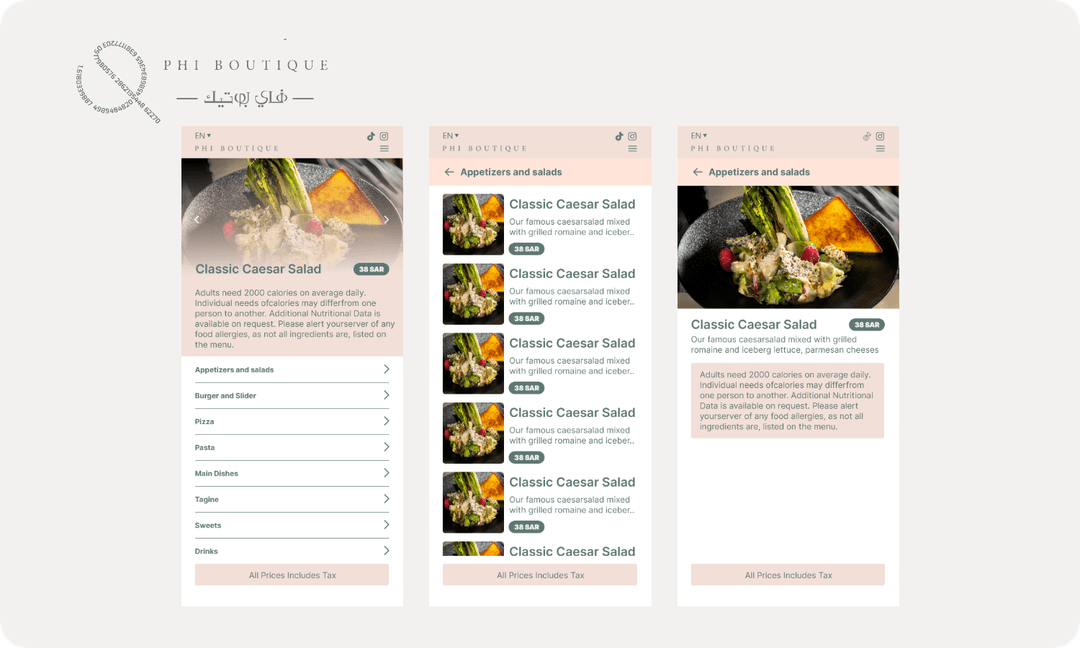 PHI BOUTIQUE
فاي بوتيك
EN
PHI BOUTIQUE
Classic Caesar Salad
38 SAR
Adults need 2000 calories on average daily.
Individual needs ofcalories may differfrom one
person to another. Additional Nutritional Data is
available on request. Please alert yourserver of any
food allergies, as not all ingredients are, listed on
the menu.
Appetizers and salads
Burger and Slider
Pizza
Pasta
Main Dishes
Tagine
Sweets
Drinks
All Prices Includes Tax
EN
PHI BOUTIQUE
Appetizers and salads
Classic Caesar Salad
Our famous caesarsalad mixed
with grilled romaine and iceber..
38 SAR
Classic Caesar Salad
Our famous caesarsalad mixed
with grilled romaine and iceber..
38 SAR
Classic Caesar Salad
Our famous caesarsalad mixed
with grilled romaine and iceber..
38 SAR
Classic Caesar Salad
Our famous caesarsalad mixed
with grilled romaine and iceber..
38 SAR
Classic Caesar Salad
Our famous caesarsalad mixed
with grilled romaine and iceber..
38 SAR
Classic Caesar Salad
All Prices Includes Tax
EN
PHI BOUTIQUE
Appetizers and salads
Classic Caesar Salad
38 SAR
Our famous caesarsalad mixed with grilled
romaine and iceberg lettuce, parmesan cheeses
Adults need 2000 calories on average daily.
Individual needs ofcalories may differfrom
one person to another. Additional Nutritional
Data is available on request. Please alert
yourserver of any food allergies, as not all
ingredients are, listed on the menu.
All Prices Includes Tax